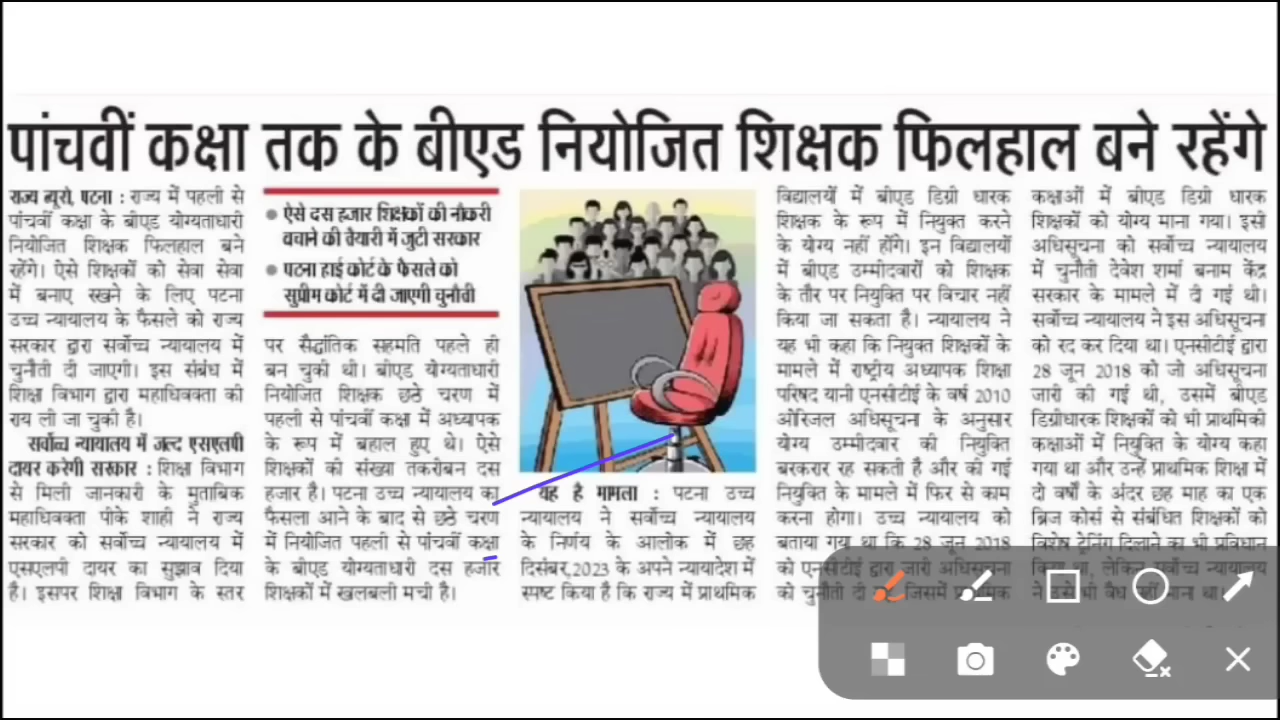 पांचवीं कक्षा तक के बीएड नियोजित शिक्षक फिलहाल बने रहेंगे
राज्य ब्यूरो, पटना : राज्य में पहली से
पांचवीं कक्षा के बीएड योग्यताधारी
नियोजित शिक्षक फिलहाल बने
रहेंगे। ऐसे शिक्षकों को सेवा सेवा
में बनाए रखने के लिए पटना
उच्च न्यायालय के फैसले को राज्य
सरकार द्वारा सर्वोच्च न्यायालय में
चुनौती दी जाएगी। इस संबंध में
शिक्षा विभाग द्वारा महाधिवक्ता की
राय ली जा चुकी है।
सर्वोच्च न्यायालय में जल्द एसएलपी
दायर करेगी सरकार : शिक्षा विभाग
से मिली जानकारी के मुताबिक
महाधिवक्ता पीके शाही ने राज्य
सरकार को सर्वोच्च न्यायालय में
एसएलपी दायर का सुझाव दिया
है। इसपर शिक्षा विभाग के स्तर
ऐसे दस हजार शिक्षकों की नौकरी
बचाने की तैयारी में जुटी सरकार
पटना हाई कोर्ट के फैसले को
सुप्रीम कोर्ट में दी जाएगी चुनौती
पर सैद्धांतिक सहमति पहले ही
बन चुकी थी। बीएड योग्यताधारी
नियोजित शिक्षक छठे चरण में
पहली से पांचवीं कक्षा में अध्यापक
के रूप में बहाल हुए थे। ऐसे
शिक्षकों की संख्या तकरीबन दस
हजार है। पटना उच्च न्यायालय का
फैसला आने के बाद से छठे चरण
में नियोजित पहली से पांचवीं कक्षा
के बीएड योग्यताधारी दस हजार
शिक्षकों में खलबली मची है।
यह है मामला : पटना उच्च
न्यायालय ने सर्वोच्च न्यायालय
के निर्णय के आलोक में छह
दिसंबर,2023 के अपने न्यायादेश में
स्पष्ट किया है कि राज्य में प्राथमिक
विद्यालयों में बीएड डिग्री धारक
शिक्षक के रूप में नियुक्त करने
के योग्य नहीं होंगे। इन विद्यालयों
में बीएड उम्मीदवारों को शिक्षक
के तौर पर नियुक्ति पर विचार नहीं
किया जा सकता है। न्यायालय ने
यह भी कहा कि नियुक्त शिक्षकों के
मामले में राष्ट्रीय अध्यापक शिक्षा
परिषद यानी एनसीटीई के वर्ष 2010
ओरिजल अधिसूचना के अनुसार
योग्य उम्मीदवार की नियुक्ति
बरकरार रह सकती है और की गई
नियुक्ति के मामले में फिर से काम
करना होगा। उच्च न्यायालय को
बताया गया था कि 28 जून 2018
को एनसीटीई द्वारा जारी अधिसूचना
को चुनौती दी जिसमें
कक्षाओं में बीएड डिग्री धारक
शिक्षकों को योग्य माना गया। इसी
अधिसूचना को सर्वोच्च न्यायालय
में चुनौती देवेश शर्मा बनाम केंद्र
सरकार के मामले में दी गई थी।
सर्वोच्च न्यायालय ने इस अधिसूचना
को रद कर दिया था। एनसीटीई द्वारा
28 जून 2018 को जो अधिसूचना
जारी की गई थी, उसमें बीएड
डिग्रीधारक शिक्षकों को भी प्राथमिकी
कक्षाओं में नियुक्ति के योग्य कहा
गया था और उन्हें प्राथमिक शिक्षा में
दो वर्षों के अंदर छह माह का एक
ब्रिज कोर्स से संबंधित शिक्षकों को
विशेष ट्रेनिंग दिलाने का भी प्रविधान
लेकिन सर्वोच्च न्यायालय
ने उसे भी वैध नहीं माना था।